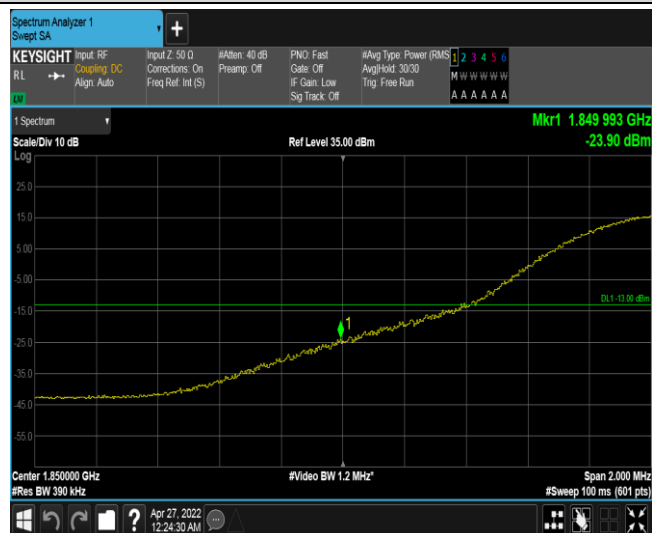 Spectrum Analyzer 1
Swept SA
+
KEYSIGHT
RL
LNI
Input: RF
Coupling: DC
Align: Auto
Input Z: 50 Ω
Corrections: On
Freq Ref: Int (S)
#Atten: 40 dB
Preamp: Off
PNO: Fast
Gate: Off
IF Gain: Low
Sig Track: Off
#Avg Type: Power (RMS
Avg|Hold: 30/30
Trig: Free Run
1 2 3 4 5 6
M W W W W W
A A A A A A
1 Spectrum
Mkr1 1.849 993 GHz
Scale/Div 10 dB
Ref Level 35.00 dBm
-23.90 dBm
Log
25.0
15.0
5.00
-5.00
DL1 -13.00 dBm
-15.0
1
-25.0
-35.0
-45.0
-55.0
Center 1.850000 GHz
#Video BW 1.2 MHz*
Span 2.000 MHz
#Res BW 390 kHz
#Sweep 100 ms (601 pts)
?
Apr 27, 2022
12:24:30 AM